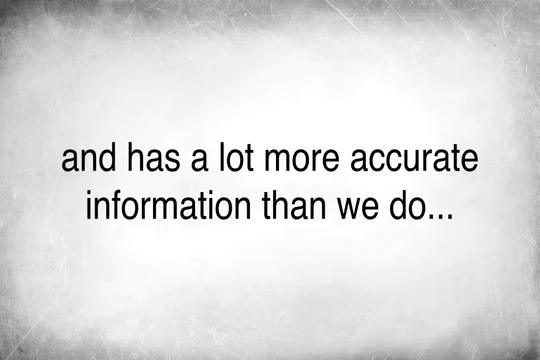 and has a lot more accurate
information than we do...